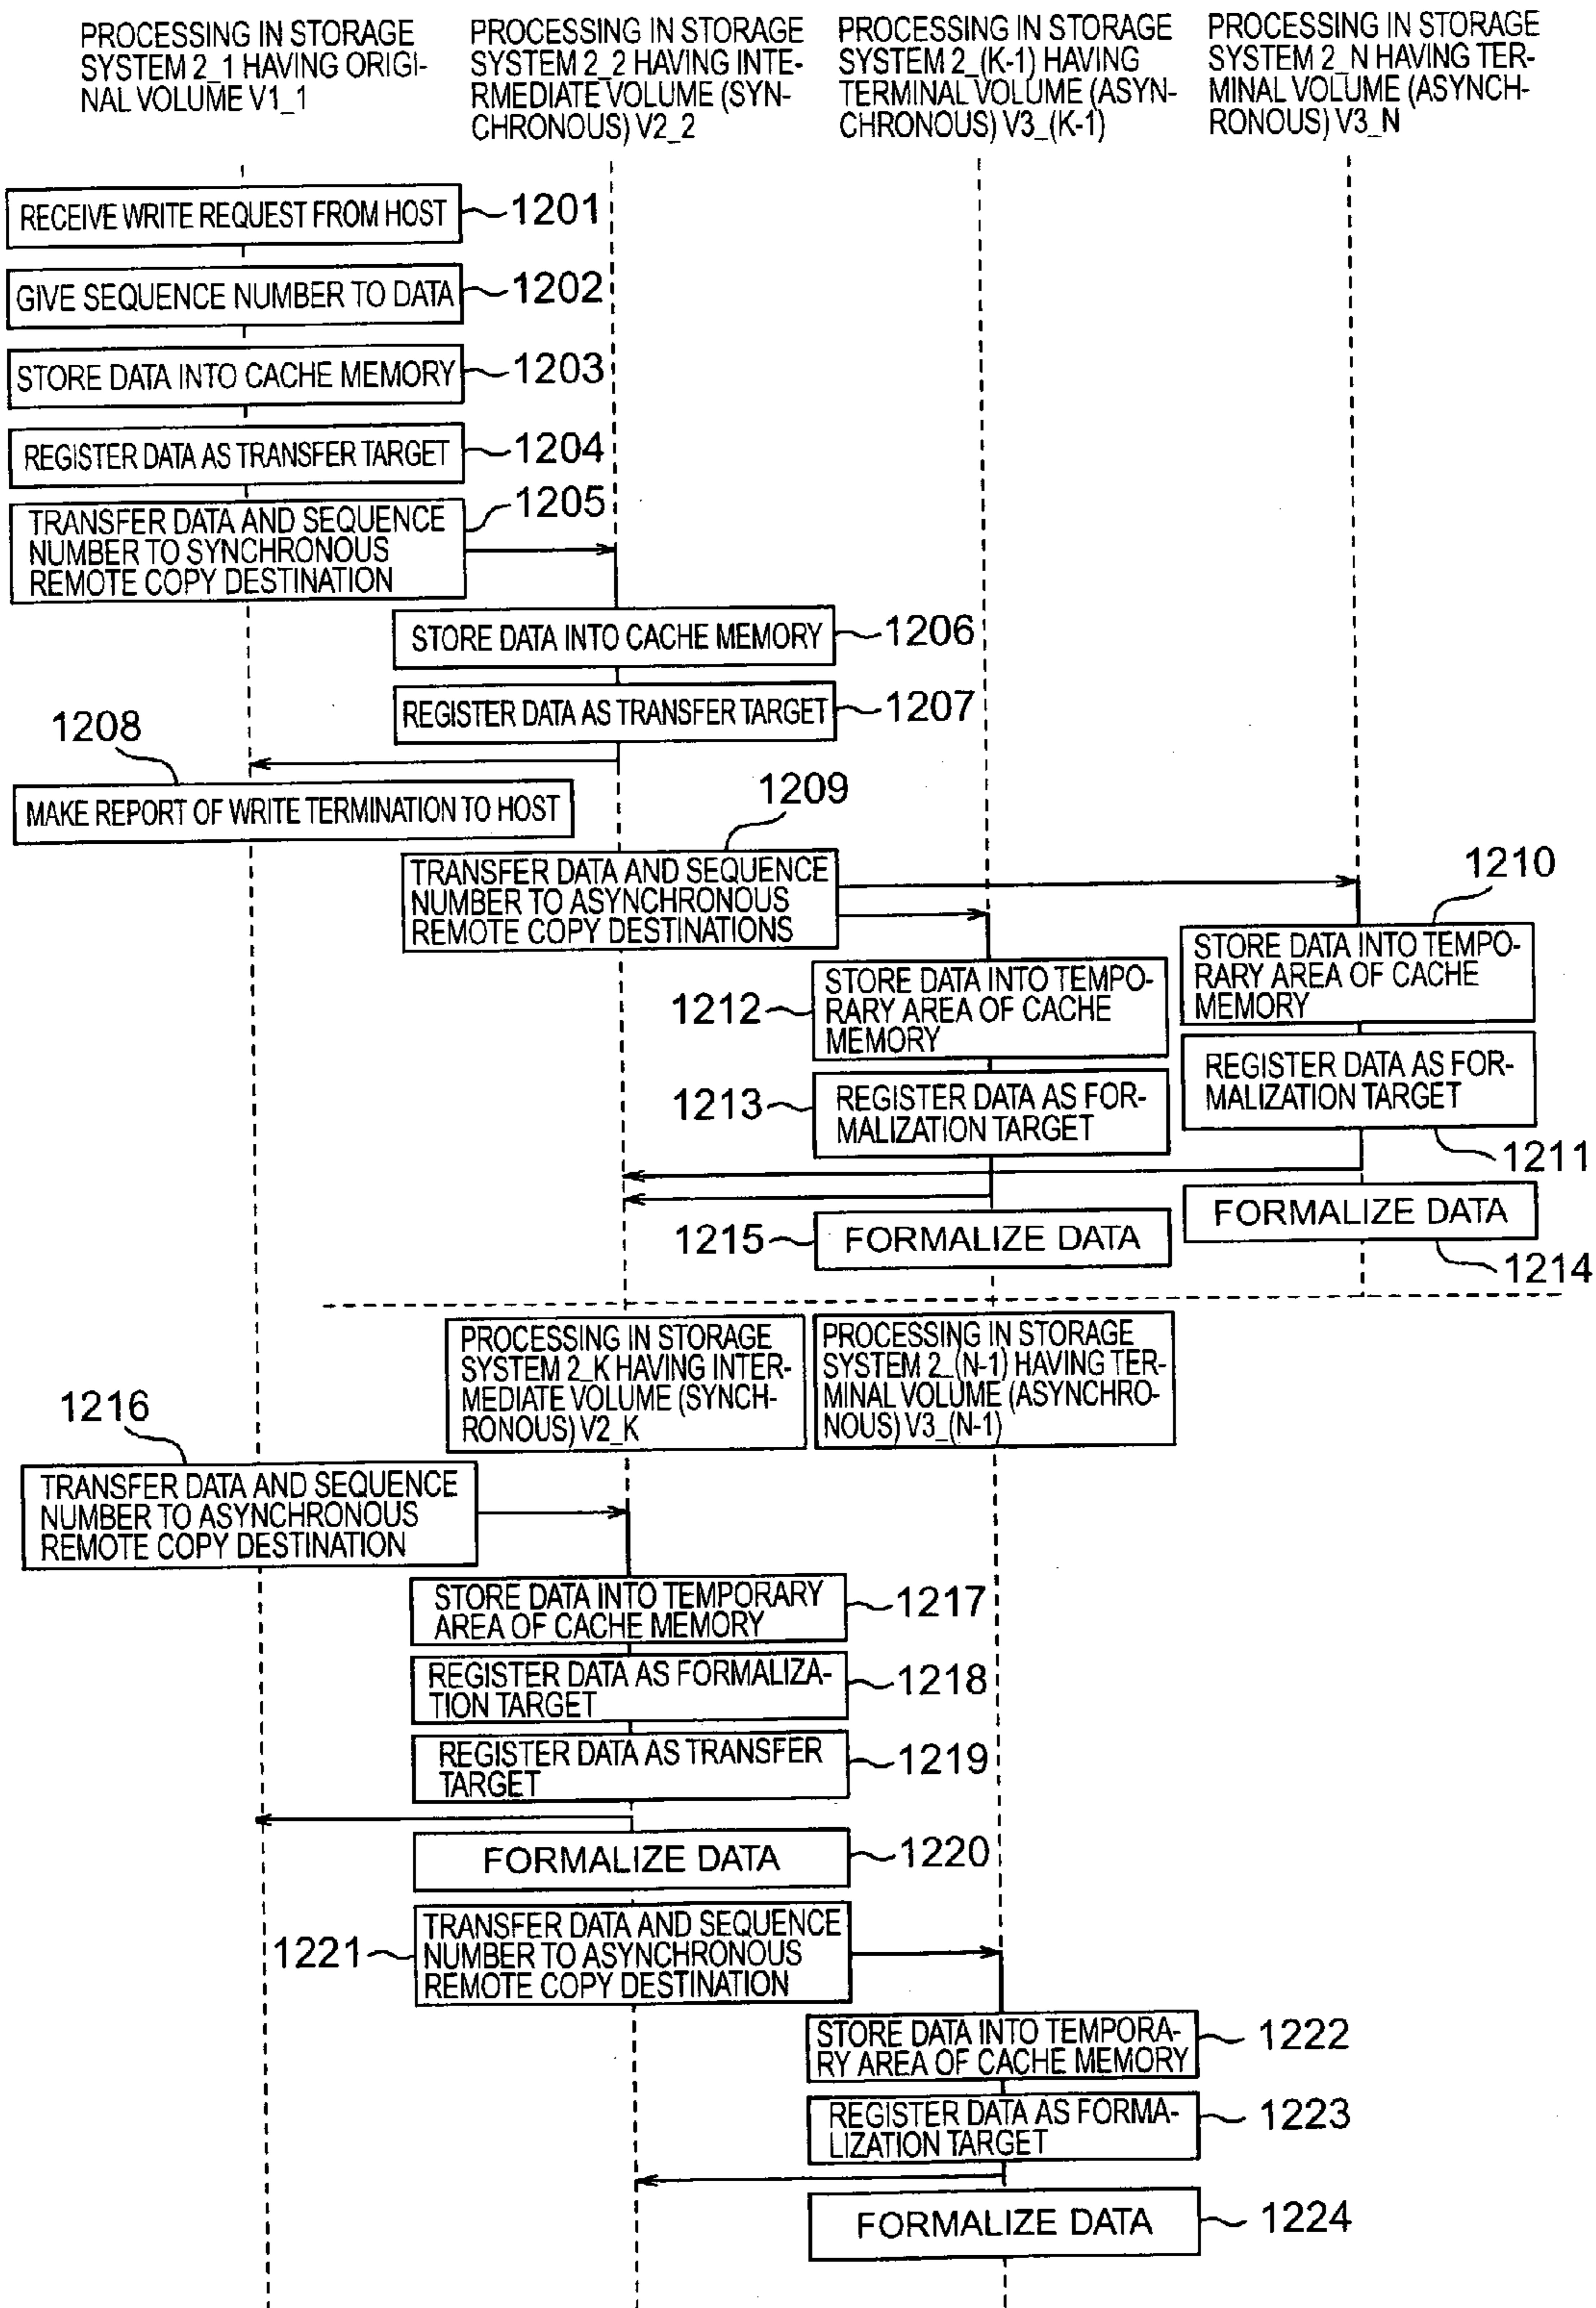 PROCESSING IN STORAGE
SYSTEM 2_1 HAVING ORIGI-
NAL VOLUME V1_1
PROCESSING IN STORAGE
SYSTEM 2_2 HAVING INTE-
RMEDIATE VOLUME (SYN-
CHRONOUS) V2_2
PROCESSING IN STORAGE
SYSTEM 2_(K-1) HAVING
TERMINAL VOLUME (ASYN-
CHRONOUS) V3_(K-1)
PROCESSING IN STORAGE
SYSTEM 2_N HAVING TER-
MINAL VOLUME (ASYNCH-
RONOUS) V3_N
RECEIVE WRITE REQUEST FROM HOST
1201
GIVE SEQUENCE NUMBER TO DATA
1202
STORE DATA INTO CACHE MEMORY
1203
REGISTER DATA AS TRANSFER TARGET
1204
TRANSFER DATA AND SEQUENCE
NUMBER TO SYNCHRONOUS
REMOTE COPY DESTINATION
1205
STORE DATA INTO CACHE MEMORY
1206
REGISTER DATA AS TRANSFER TARGET
1207
1208
MAKE REPORT OF WRITE TERMINATION TO HOST
1209
TRANSFER DATA AND SEQUENCE
NUMBER TO ASYNCHRONOUS
REMOTE COPY DESTINATIONS
1210
STORE DATA INTO TEMPO-
RARY AREA OF CACHE
MEMORY
1212
STORE DATA INTO TEMPO-
RARY AREA OF CACHE
MEMORY
REGISTER DATA AS FOR-
MALIZATION TARGET
1211
1213
REGISTER DATA AS FOR-
MALIZATION TARGET
FORMALIZE DATA
1214
1215
FORMALIZE DATA
PROCESSING IN STORAGE
SYSTEM 2_K HAVING INTER-
MEDIATE VOLUME (SYNCH-
RONOUS) V2_K
PROCESSING IN STORAGE
SYSTEM 2_(N-1) HAVING TER-
MINAL VOLUME (ASYNCHRO-
NOUS) V3_(N-1)
1216
TRANSFER DATA AND SEQUENCE
NUMBER TO ASYNCHRONOUS
REMOTE COPY DESTINATION
STORE DATA INTO TEMPORARY
AREA OF CACHE MEMORY
1217
REGISTER DATA AS FORMALIZA-
TION TARGET
1218
REGISTER DATA AS TRANSFER
TARGET
1219
FORMALIZE DATA
1220
1221
TRANSFER DATA AND SEQUENCE
NUMBER TO ASYNCHRONOUS
REMOTE COPY DESTINATION
STORE DATA INTO TEMPORA-
RY AREA OF CACHE MEMORY
1222
REGISTER DATA AS FORMA-
LIZATION TARGET
1223
FORMALIZE DATA
1224